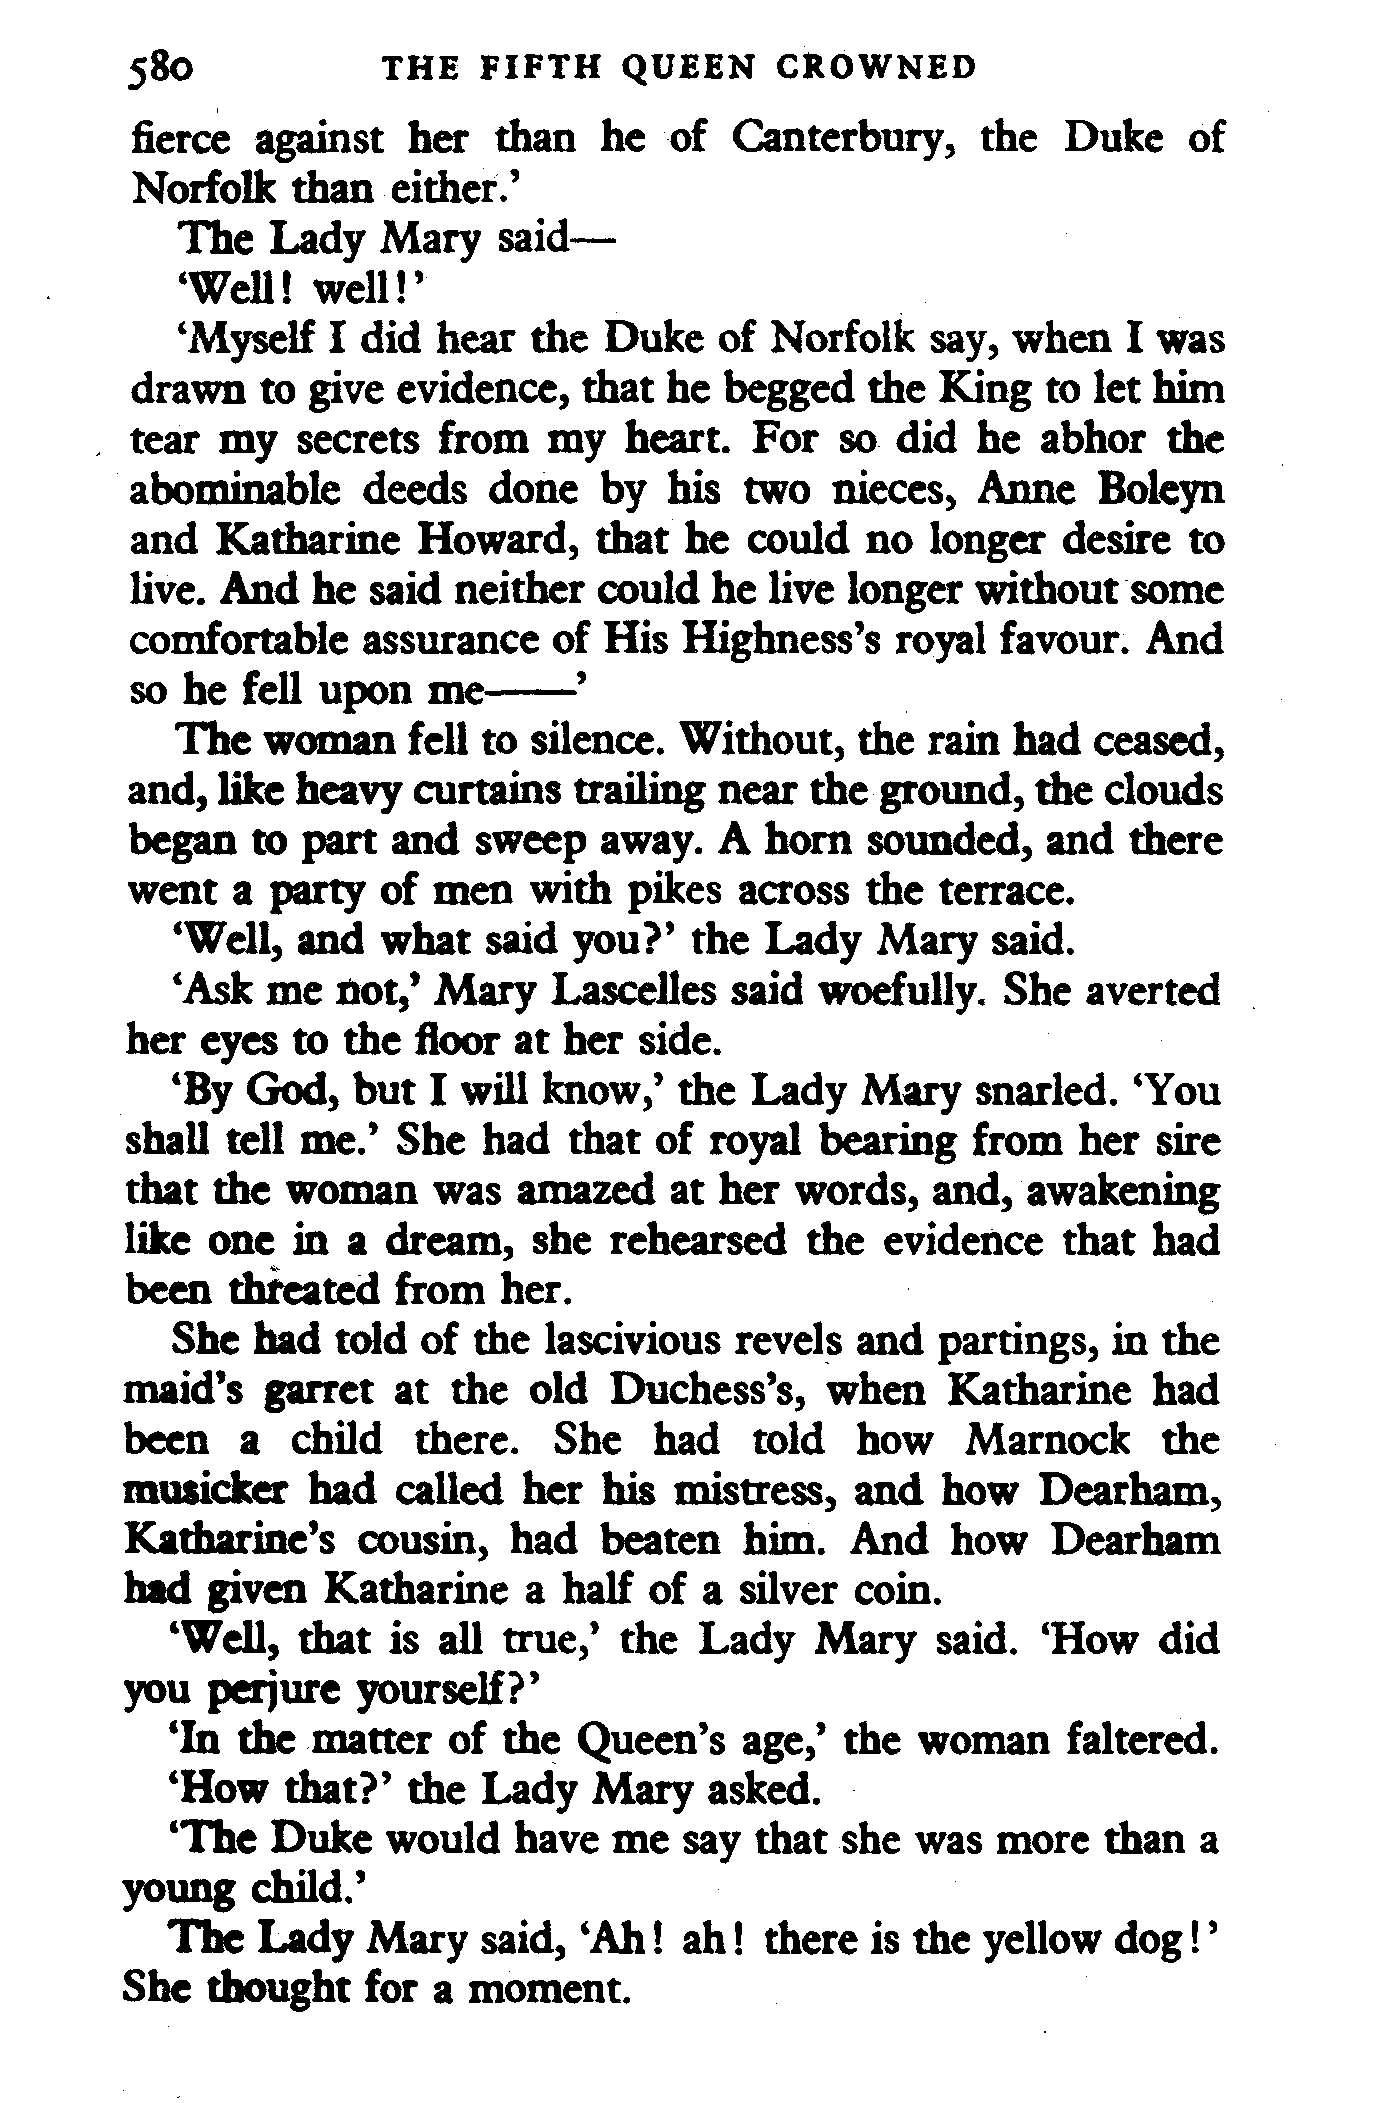 580 THE FIFTH QUEEN CROWNED
fierce against her than he of Canterbury, the Duke of
Norfolk than either.’
The Lady Mary said—
‘Well! well!’
‘Myself I did hear the Duke of Norfolk say, when I was
drawn to give evidence, that he begged the King to let him
tear my secrets from my heart. For so did he abhor the
abominable deeds done by his two nieces, Anne Boleyn
and Katharine Howard, that he could no longer desire to
live. And he said neither could he live longer without some
comfortable assurance of His Highness’s royal favour. And
so he fell upon me——’
The woman fell to silence. Without, the rain had ceased,
and, like heavy curtains trailing near the ground, the clouds
began to part and sweep away. A horn sounded, and there
went a party of men with pikes across the terrace.
‘Well, and what said you?’ the Lady Mary said.
‘Ask me not,’ Mary Lascelles said woefully. She averted
her eyes to the floor at her side.
‘By God, but I will know,’ the Lady Mary snarled. ‘You
shall tell me.’ She had that of royal bearing from her sire
that the woman was amazed at her words, and, awakening
like one in a dream, she rehearsed the evidence that had
been threated from her.
She had told of the lascivious revels and partings, in the
maid’s garret at the old Duchess’s, when Katharine had
been a child there. She had told how Marnock the
musicker had called her his mistress, and how Dearham,
Katharine’s cousin, had beaten him. And how Dearham
had given Katharine a half of a silver coin.
‘Well, that is all true,’ the Lady Mary said. ‘How did
you perjure yourself?’
‘In the matter of the Queen’s age,’ the woman faltered.
‘How that?’ the Lady Mary asked.
‘The Duke would have me say that she was more than a
young child.’
The Lady Mary said, ‘Ah! ah! there is the yellow dog!’
She thought for a moment.